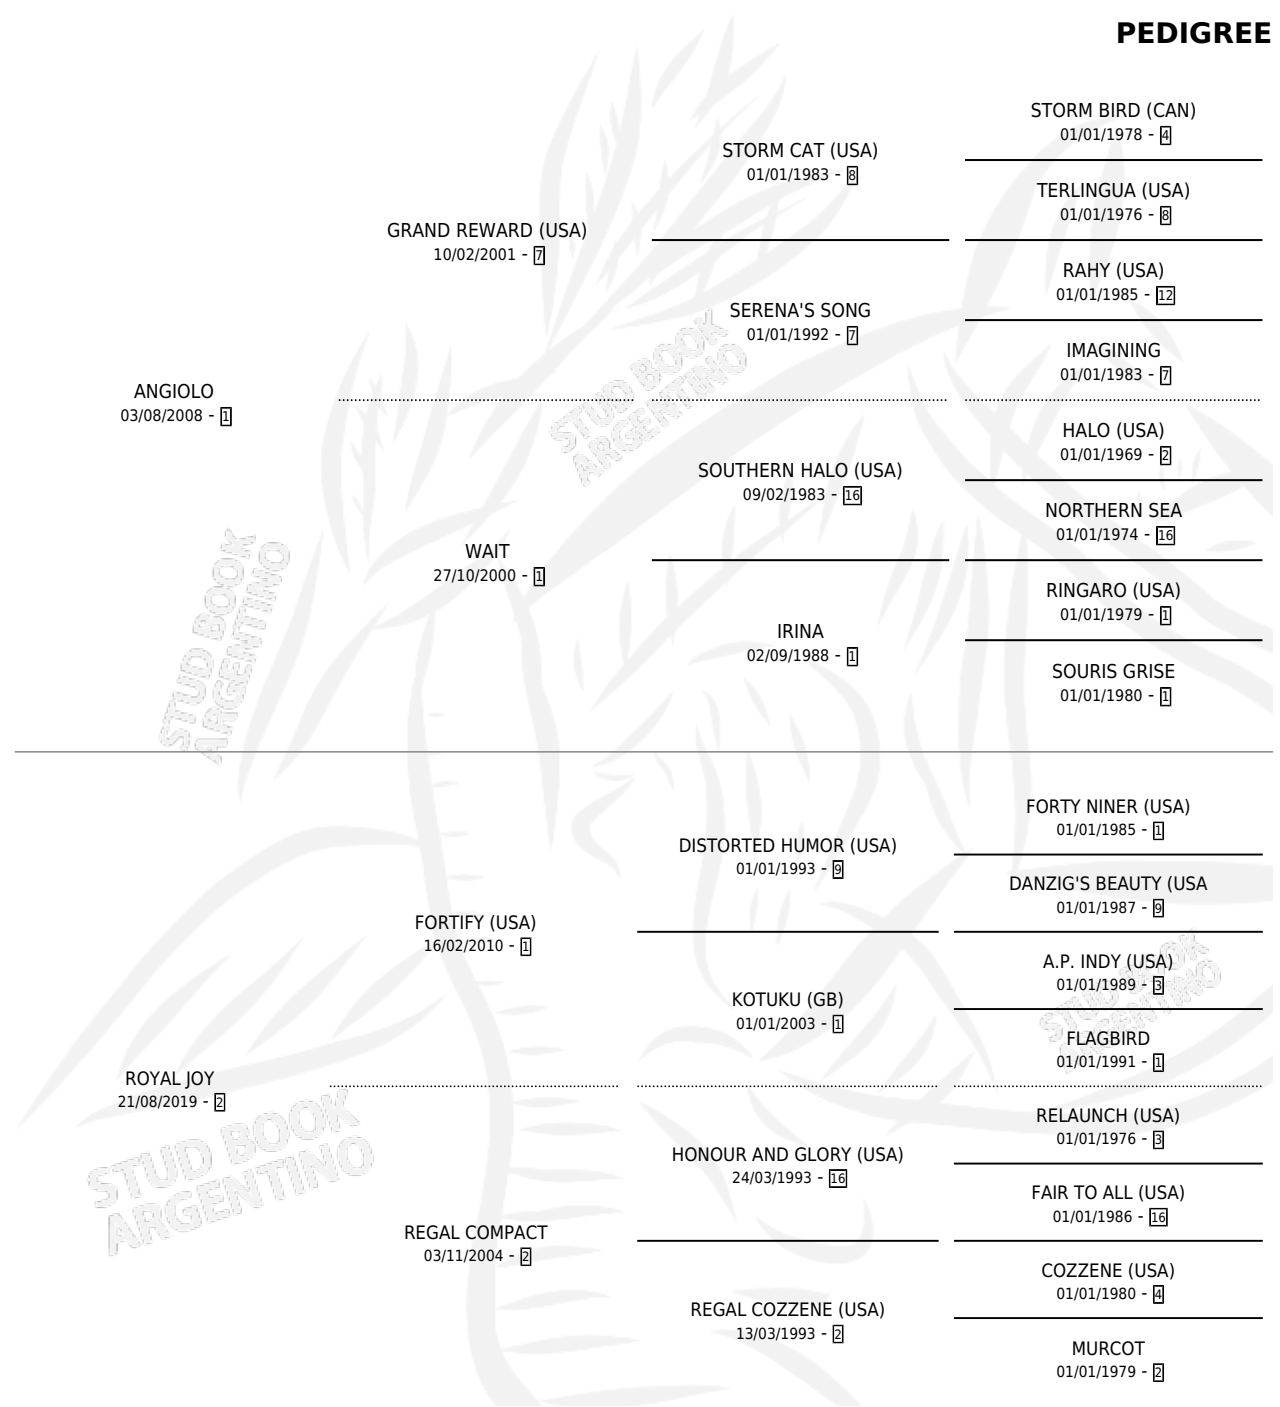 PEDIGREE
STORM BIRD (CAN)
01/01/1978 - 4
STORM CAT (USA)
01/01/1983 - 8
TERLINGUA (USA)
01/01/1976 - 8
GRAND REWARD (USA)
10/02/2001 - 7
RAHY (USA)
01/01/1985 - 12
SERENA'S SONG
01/01/1992 - 7
IMAGINING
01/01/1983 - 7
ANGIOLO
03/08/2008 - 1
HALO (USA)
01/01/1969 - 2
SOUTHERN HALO (USA)
09/02/1983 - 16
NORTHERN SEA
01/01/1974 - 16
WAIT
27/10/2000 - 1
RINGARO (USA)
01/01/1979 - 1
IRINA
02/09/1988 - 1
SOURIS GRISE
01/01/1980 - 1
STUD BOOK
ARGENTINO
STUD BOOK
ARGENTINO
FORTY NINER (USA)
01/01/1985 - 1
DISTORTED HUMOR (USA)
01/01/1993 - 9
DANZIG'S BEAUTY (USA
01/01/1987 - 9
FORTIFY (USA)
16/02/2010 - 1
A.P. INDY (USA)
01/01/1989 - 3
KOTUKU (GB)
01/01/2003 - 1
FLAGBIRD
01/01/1991 - 1
ROYAL JOY
21/08/2019 - 2
RELAUNCH (USA)
01/01/1976 - 3
HONOUR AND GLORY (USA)
24/03/1993 - 16
FAIR TO ALL (USA)
01/01/1986 - 16
REGAL COMPACT
03/11/2004 - 2
COZZENE (USA)
01/01/1980 - 4
REGAL COZZENE (USA)
13/03/1993 - 2
MURCOT
01/01/1979 - 2
STUD BOOK
ARGENTINO
STUD BOOK
ARGENTINO